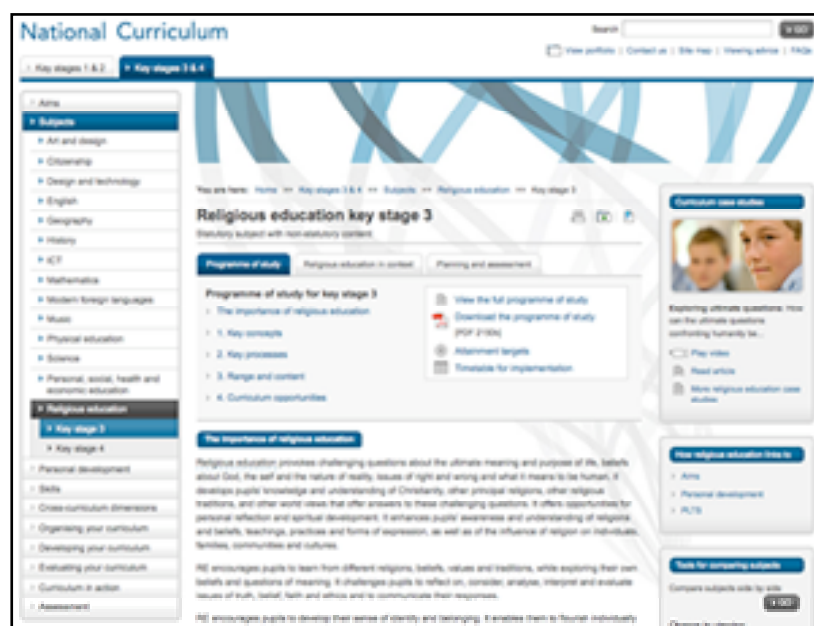 National Curriculum
Search
GO
View portfolio | Contact us | Site map | Viewing advice | FAQs
Key stages 1 & 2
Key stages 3 & 4
Aims
Subjects
Art and design
Citizenship
Design and technology
English
Geography
History
ICT
Mathematics
Modern foreign languages
Music
Physical education
Science
Personal, social, health and
economic education
Religious education
Key stage 3
Key stage 4
Personal development
Skills
Cross-curriculum dimensions
Organising your curriculum
Developing your curriculum
Evaluating your curriculum
Curriculum in action
Assessment
You are here: Home >> Key stages 3 & 4 >> Subjects >> Religious education >> Key stage 3
Religious education key stage 3
Statutory subject with non-statutory content
Programme of study
Religious education in context
Planning and assessment
Programme of study for key stage 3
The importance of religious education
1. Key concepts
2. Key processes
3. Range and content
4. Curriculum opportunities
View the full programme of study
Download the programme of study
Attainment targets
Timetable for implementation
The importance of religious education
Religious education provokes challenging questions about the ultimate meaning and purpose of life, beliefs
about God, the self and the nature of reality, issues of right and wrong and what it means to be human. It
develops pupils' knowledge and understanding of Christianity, other principal religions, other religious
traditions, and other world views that offer answers to these challenging questions. It offers opportunities for
personal reflection and spiritual development. It enhances pupils' awareness and understanding of religions
and beliefs, teachings, practices and forms of expression, as well as of the influence of religion on individuals,
families, communities and cultures.
RE encourages pupils to learn from different religions, beliefs, values and traditions, while exploring their own
beliefs and questions of meaning. It challenges pupils to reflect on, consider, analyse, interpret and evaluate
issues of truth, belief, faith and ethics and to communicate their responses.
RE encourages pupils to develop their sense of identity and belonging. It enables them to flourish individually
Curriculum case studies
Exploring ultimate questions: How
can the ultimate questions
confronting humanity be...
Play video
Read article
More religious education case
studies
How religious education links to
Aims
Personal development
PLTS
Tools for comparing subjects
Compare subjects side by side
GO